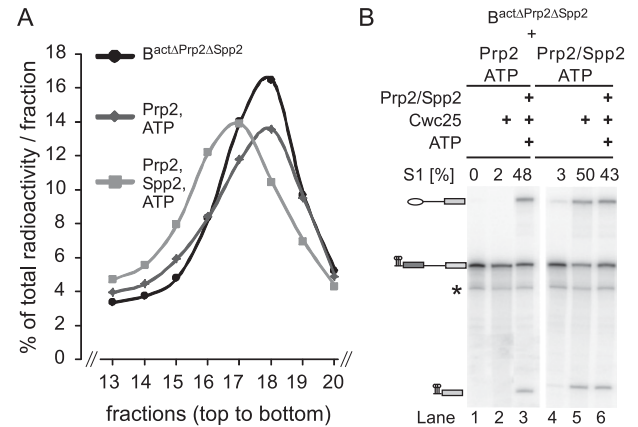 A
% of total radioactivity / fraction
18
16
14
12
10
8
6
4
2
0
B^actΔPrp2ΔSpp2
Prp2,
ATP
Prp2,
Spp2,
ATP
// 13 14 15 16 17 18 19 20 //
fractions (top to bottom)
B
B^actΔPrp2ΔSpp2
+
Prp2 Prp2/Spp2
ATP ATP
Prp2/Spp2 + +
Cwc25 + + + +
ATP + +
S1 [%] 0 2 48 3 50 43
*
Lane 1 2 3 4 5 6